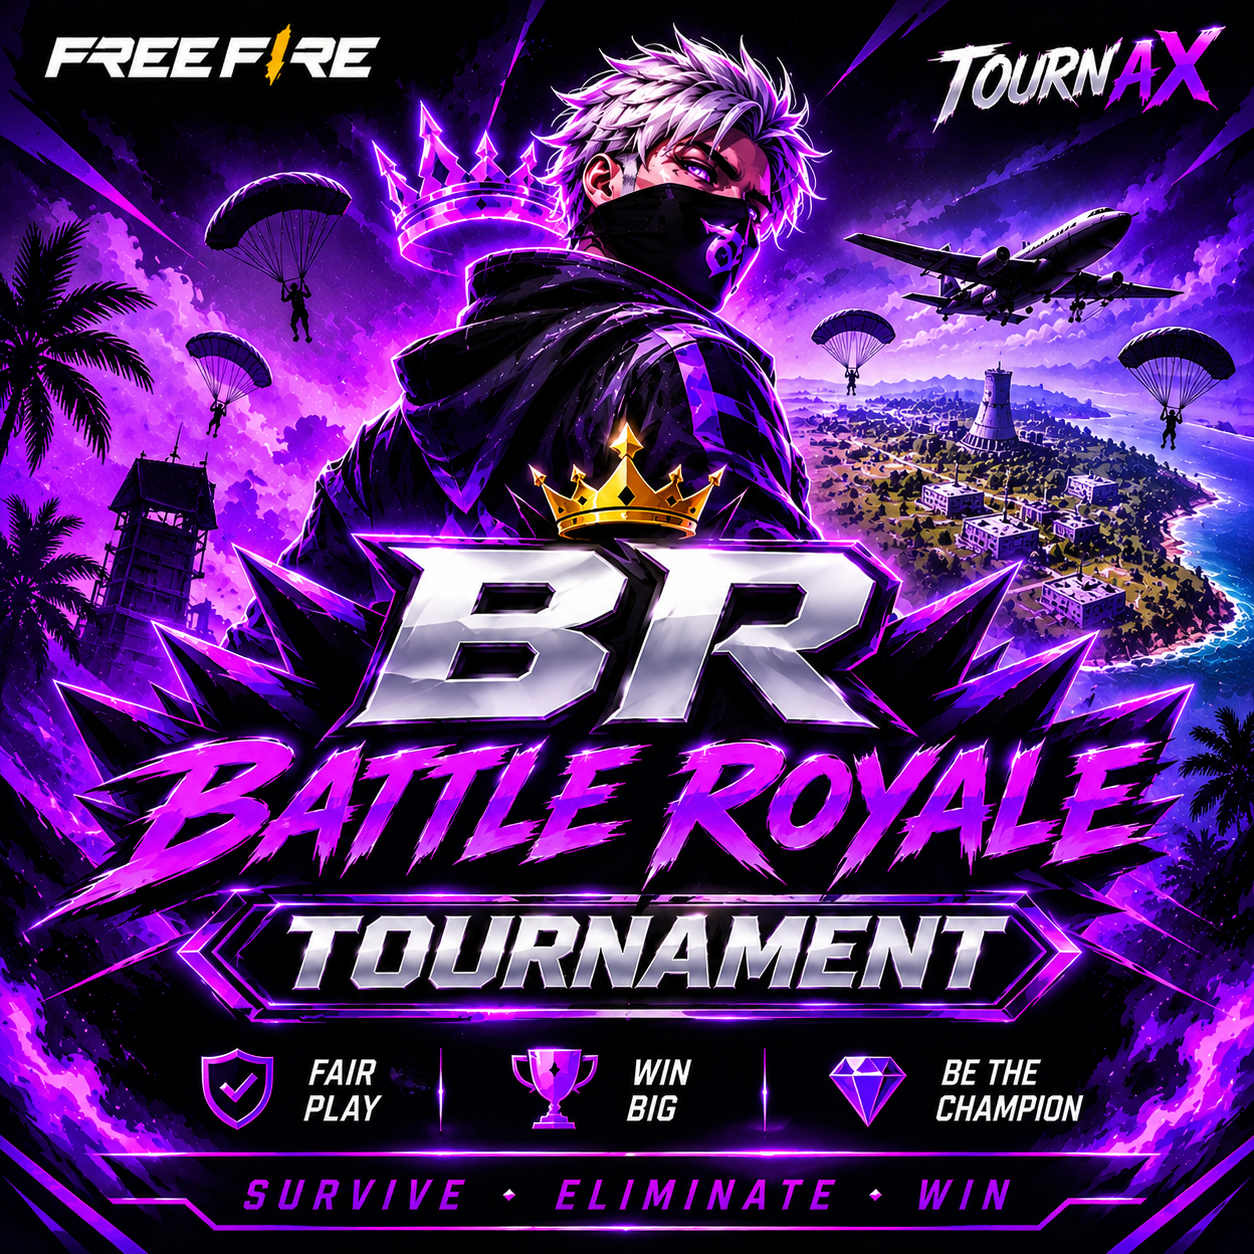 FREE FIRE
TOURNAX
BR
BATTLE ROYALE
TOURNAMENT
FAIR
PLAY
WIN
BIG
BE THE
CHAMPION
SURVIVE • ELIMINATE • WIN